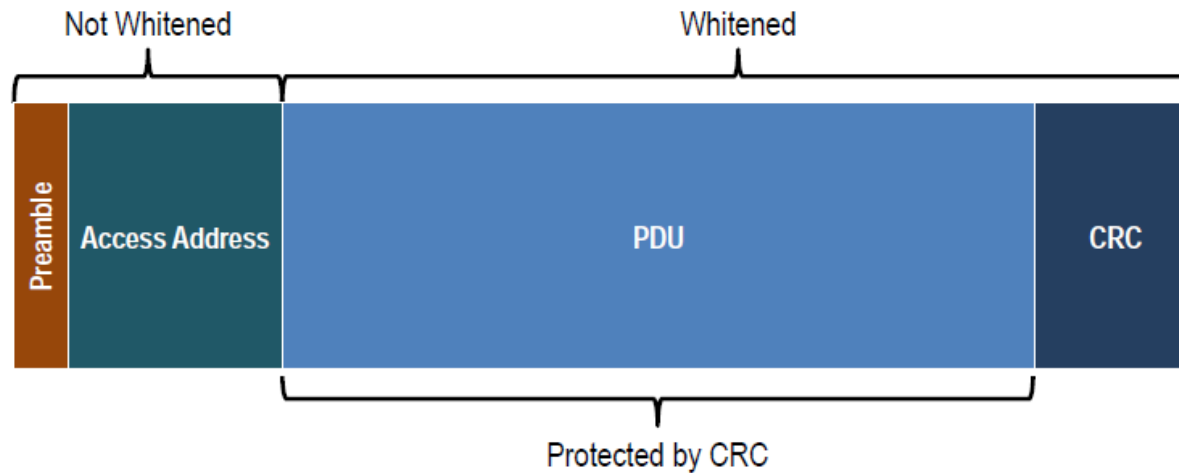 Not Whitened
Whitened
Preamble
Access Address
PDU
CRC
Protected by CRC